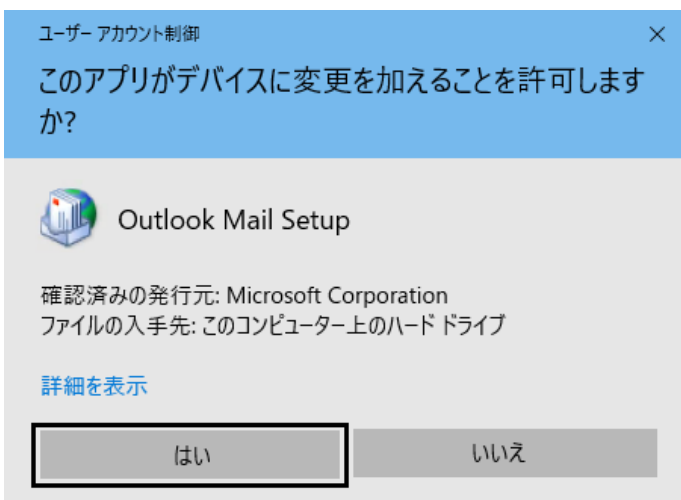 ユーザー アカウント制御
このアプリがデバイスに変更を加えることを許可します
か?
Outlook Mail Setup
確認済みの発行元: Microsoft Corporation
ファイルの入手先: このコンピューター上のハード ドライブ
詳細を表示
はい
いいえ